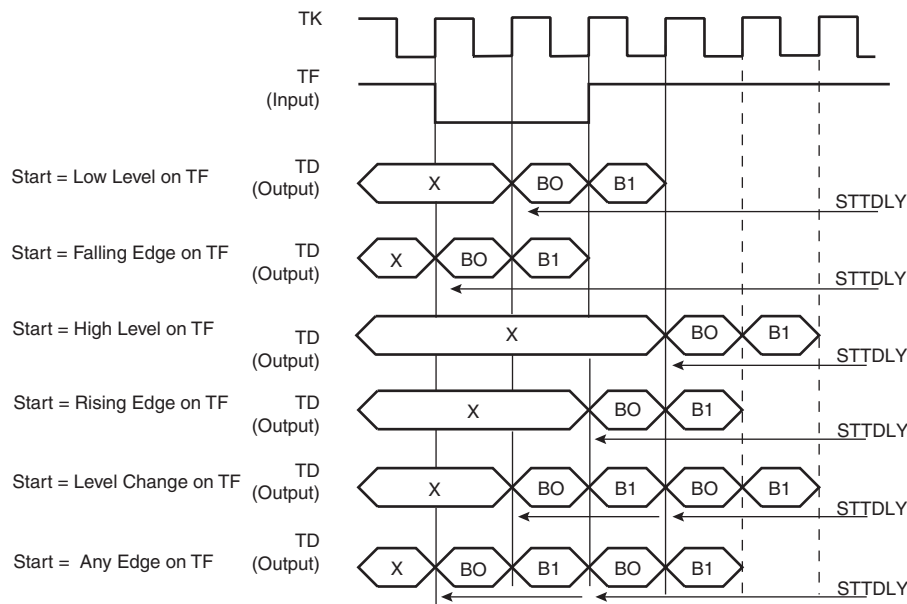 TK
TF
(Input)
Start = Low Level on TF
TD
(Output)
X
BO
B1
STTDLY
Start = Falling Edge on TF
TD
(Output)
X
BO
B1
STTDLY
Start = High Level on TF
TD
(Output)
X
BO
B1
STTDLY
Start = Rising Edge on TF
TD
(Output)
X
BO
B1
STTDLY
Start = Level Change on TF
TD
(Output)
X
BO
B1
BO
B1
STTDLY
Start = Any Edge on TF
TD
(Output)
X
BO
B1
BO
B1
STTDLY